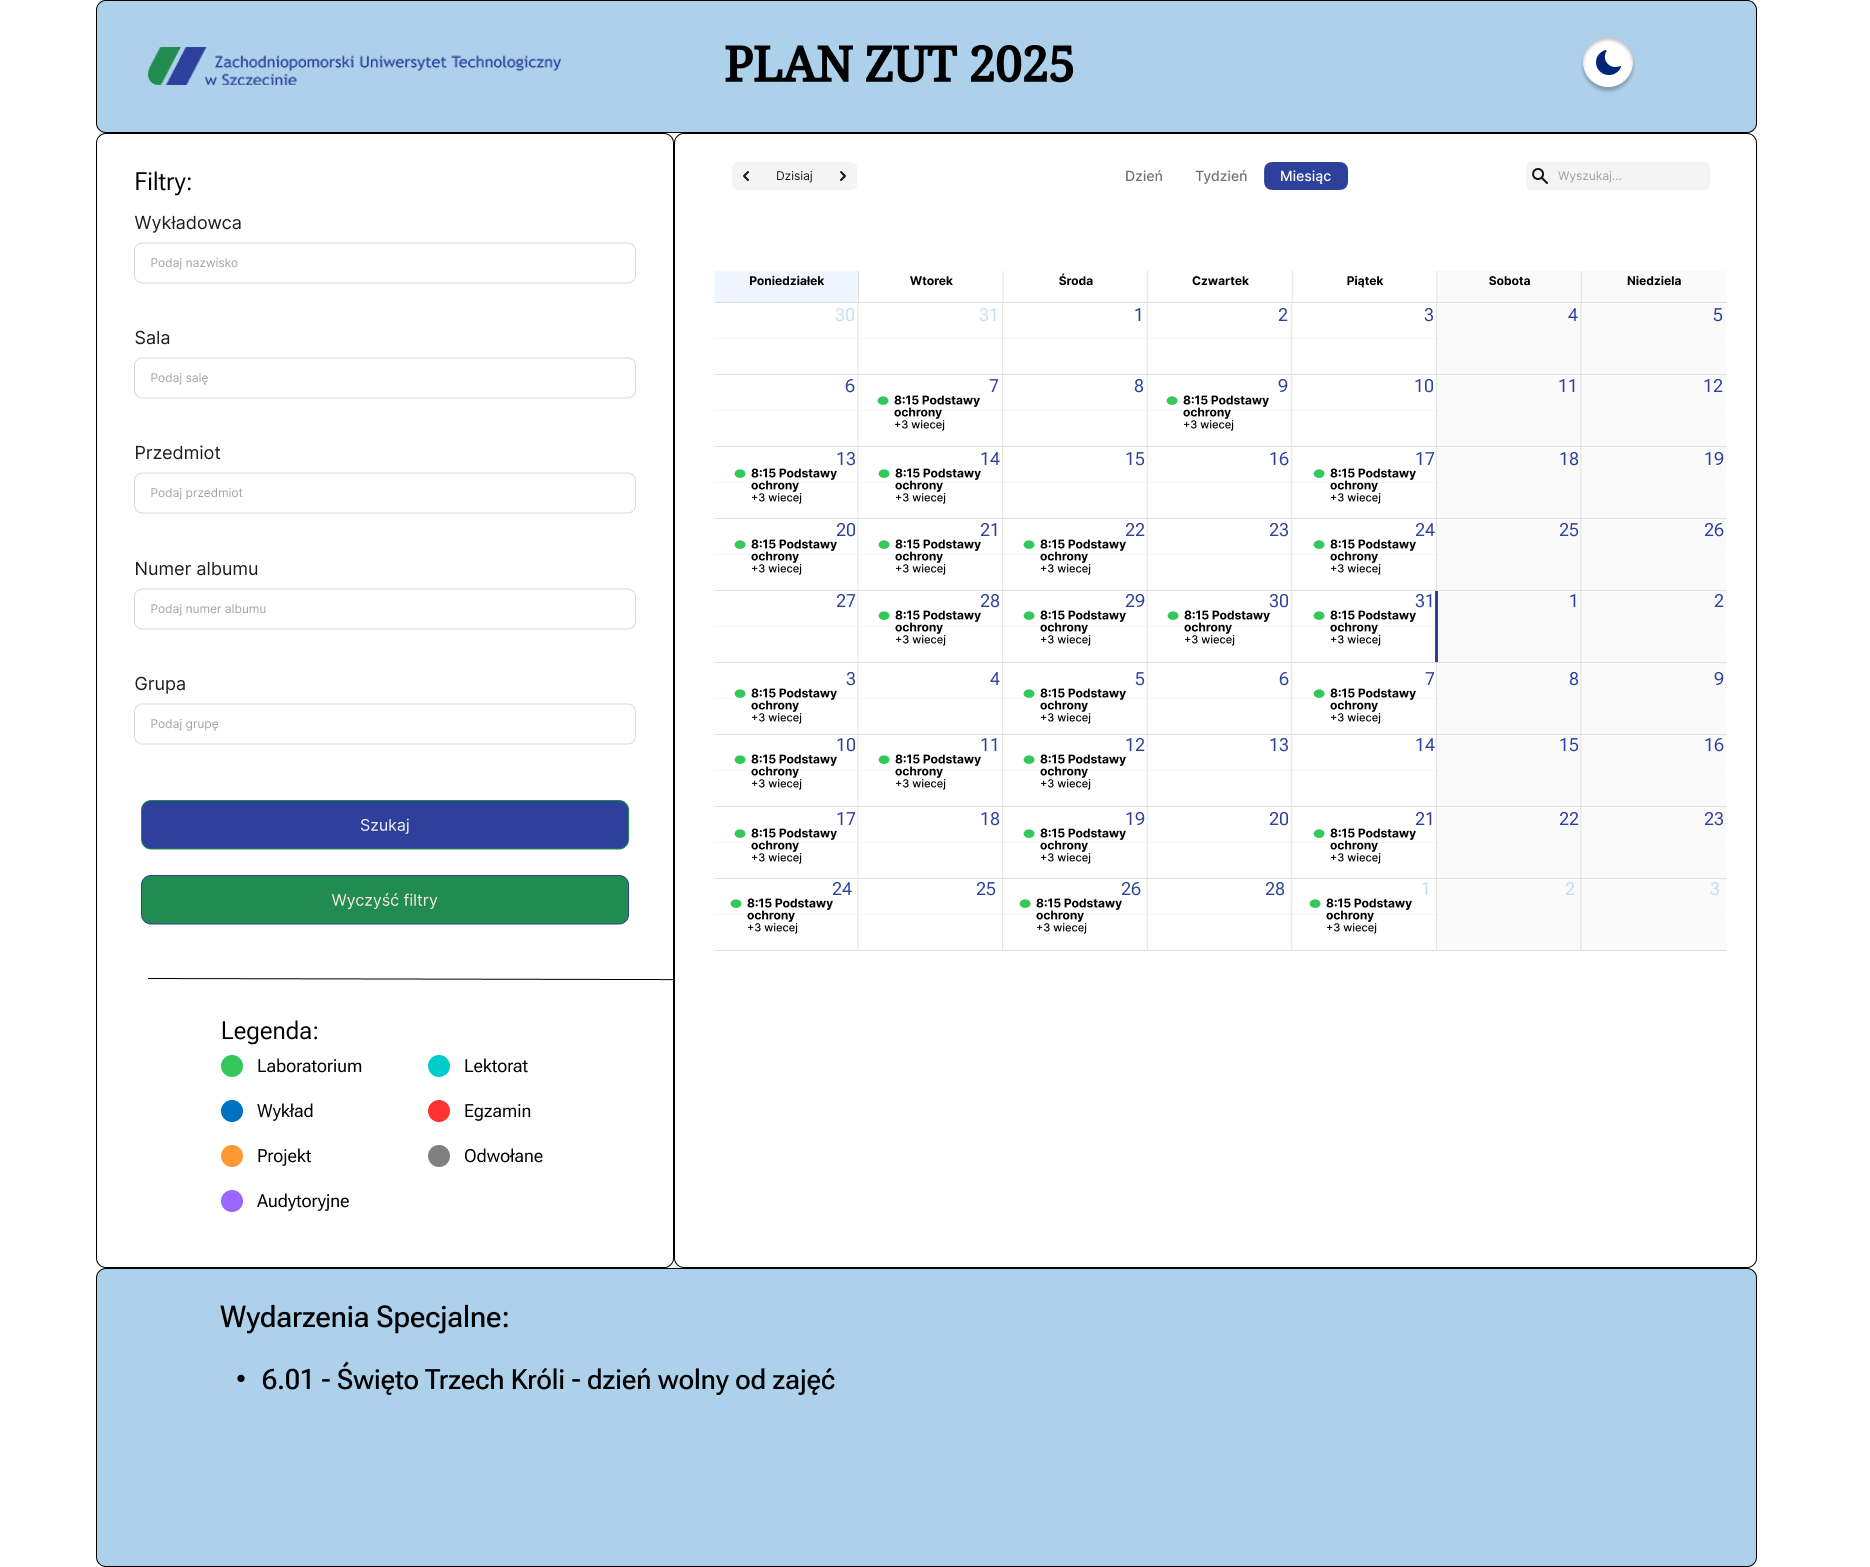 Zachodniopomorski Uniwersytet Technologiczny
w Szczecinie
PLAN ZUT 2025
Filtry:
Wykładowca
Podaj nazwisko
Sala
Podaj salę
Przedmiot
Podaj przedmiot
Numer albumu
Podaj numer albumu
Grupa
Podaj grupę
Szukaj
Wyczyść filtry
Legenda:
Laboratorium
Lektorat
Wykład
Egzamin
Projekt
Odwołane
Audytoryjne
Dzisiaj
Dzień Tydzień Miesiąc
Wyszukaj...
Poniedziałek Wtorek Środa Czwartek Piątek Sobota Niedziela
30 31 1 2 3 4 5
6 7 8 9 10 11 12
8:15 Podstawy 8:15 Podstawy
ochrony ochrony
+3 wiecej +3 wiecej
13 14 15 16 17 18 19
8:15 Podstawy 8:15 Podstawy 8:15 Podstawy
ochrony ochrony ochrony
+3 wiecej +3 wiecej +3 wiecej
20 21 22 23 24 25 26
8:15 Podstawy 8:15 Podstawy 8:15 Podstawy 8:15 Podstawy
ochrony ochrony ochrony ochrony
+3 wiecej +3 wiecej +3 wiecej +3 wiecej
27 28 29 30 31 1 2
8:15 Podstawy 8:15 Podstawy 8:15 Podstawy 8:15 Podstawy
ochrony ochrony ochrony ochrony
+3 wiecej +3 wiecej +3 wiecej +3 wiecej
3 4 5 6 7 8 9
8:15 Podstawy 8:15 Podstawy 8:15 Podstawy
ochrony ochrony ochrony
+3 wiecej +3 wiecej +3 wiecej
10 11 12 13 14 15 16
8:15 Podstawy 8:15 Podstawy 8:15 Podstawy
ochrony ochrony ochrony
+3 wiecej +3 wiecej +3 wiecej
17 18 19 20 21 22 23
8:15 Podstawy 8:15 Podstawy 8:15 Podstawy
ochrony ochrony ochrony
+3 wiecej +3 wiecej +3 wiecej
24 25 26 28 1 2 3
8:15 Podstawy 8:15 Podstawy 8:15 Podstawy
ochrony ochrony ochrony
+3 wiecej +3 wiecej +3 wiecej
Wydarzenia Specjalne:
• 6.01 - Święto Trzech Króli - dzień wolny od zajęć